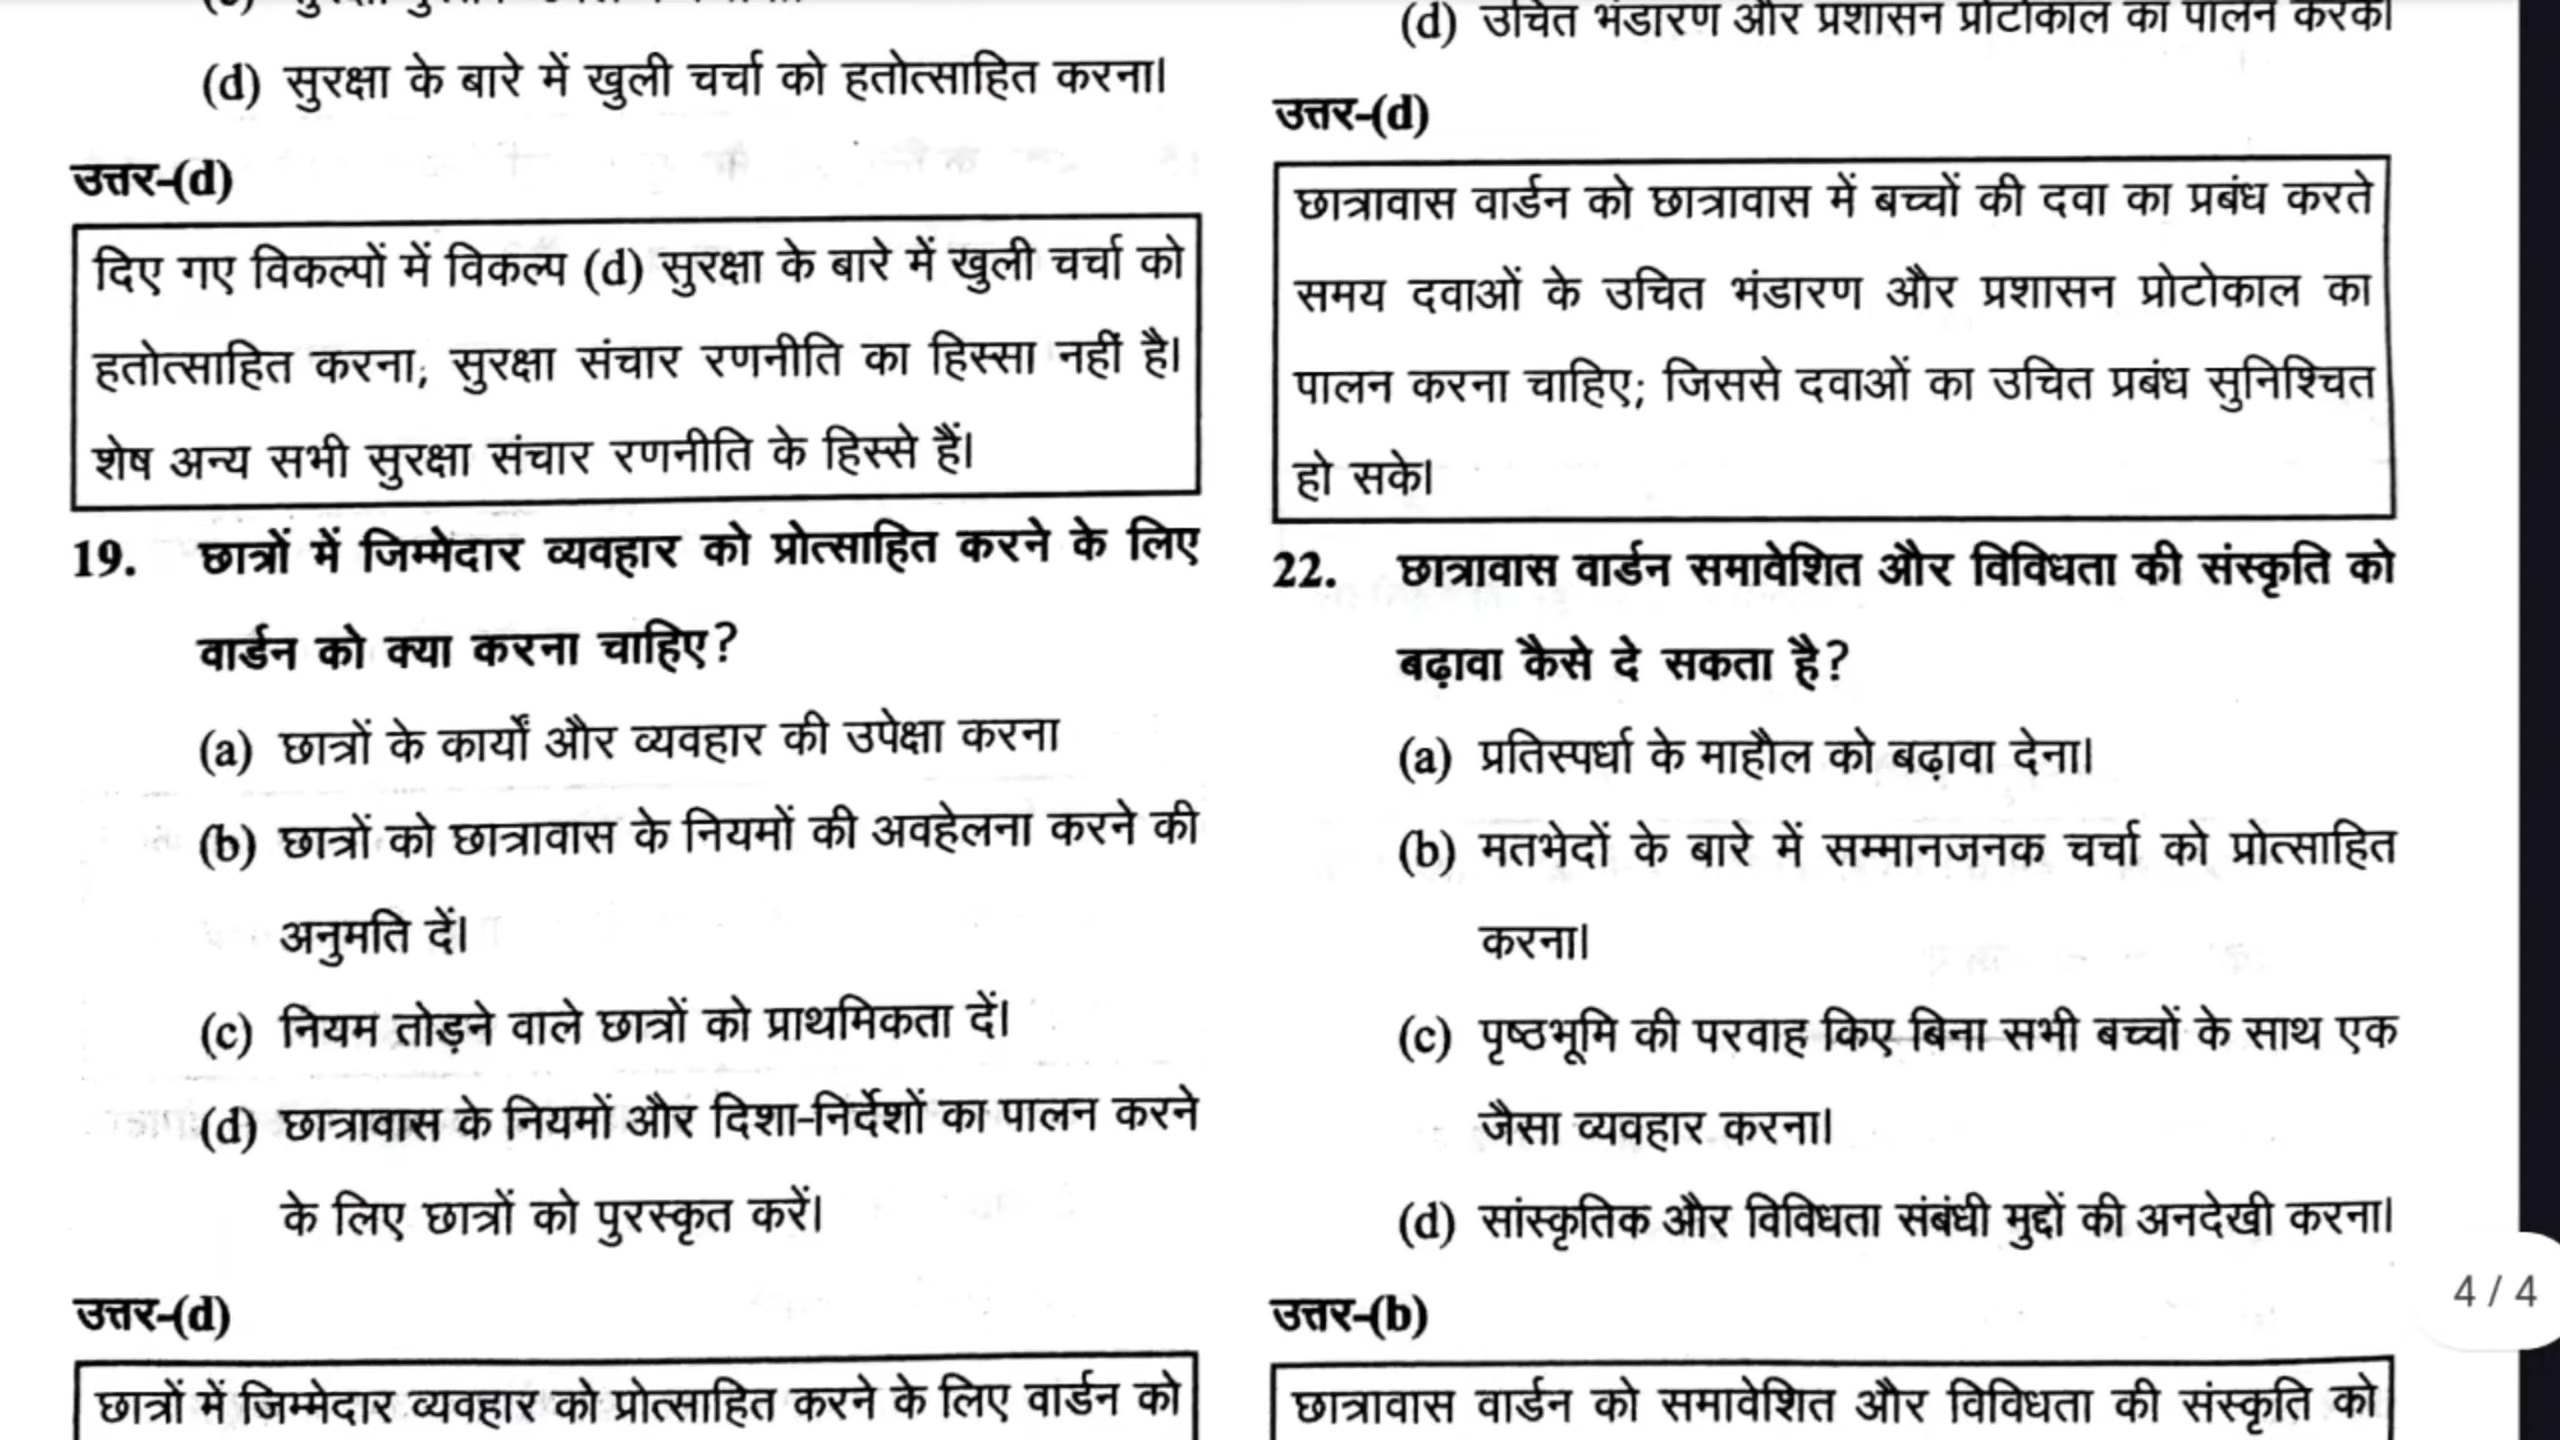 (d) सुरक्षा के बारे में खुली चर्चा को हतोत्साहित करना।
उत्तर-(d)
दिए गए विकल्पों में विकल्प (d) सुरक्षा के बारे में खुली चर्चा को
हतोत्साहित करना, सुरक्षा संचार रणनीति का हिस्सा नहीं है।
शेष अन्य सभी सुरक्षा संचार रणनीति के हिस्से हैं।
19. छात्रों में जिम्मेदार व्यवहार को प्रोत्साहित करने के लिए
वार्डन को क्या करना चाहिए?
(a) छात्रों के कार्यों और व्यवहार की उपेक्षा करना
(b) छात्रों को छात्रावास के नियमों की अवहेलना करने की
अनुमति दें।
(c) नियम तोड़ने वाले छात्रों को प्राथमिकता दें।
(d) छात्रावास के नियमों और दिशा-निर्देशों का पालन करने
के लिए छात्रों को पुरस्कृत करें।
उत्तर-(d)
छात्रों में जिम्मेदार व्यवहार को प्रोत्साहित करने के लिए वार्डन को
(d) उचित भंडारण और प्रशासन प्रोटोकाल का पालन करके।
उत्तर-(d)
छात्रावास वार्डन को छात्रावास में बच्चों की दवा का प्रबंध करते
समय दवाओं के उचित भंडारण और प्रशासन प्रोटोकाल का
पालन करना चाहिए; जिससे दवाओं का उचित प्रबंध सुनिश्चित
हो सके।
22. छात्रावास वार्डन समावेशित और विविधता की संस्कृति को
बढ़ावा कैसे दे सकता है?
(a) प्रतिस्पर्धा के माहौल को बढ़ावा देना।
(b) मतभेदों के बारे में सम्मानजनक चर्चा को प्रोत्साहित
करना।
(c) पृष्ठभूमि की परवाह किए बिना सभी बच्चों के साथ एक
जैसा व्यवहार करना।
(d) सांस्कृतिक और विविधता संबंधी मुद्दों की अनदेखी करना।
उत्तर-(b)
छात्रावास वार्डन को समावेशित और विविधता की संस्कृति को
4 / 4